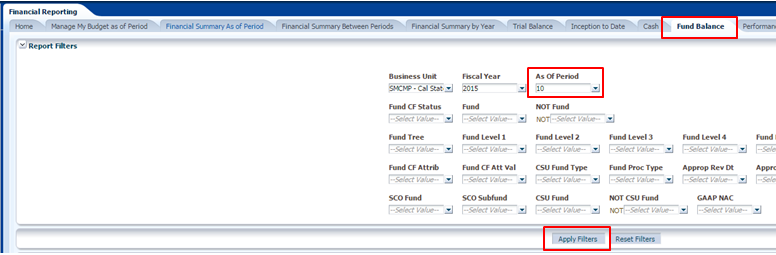 Financial Reporting
Home Manage My Budget as of Period Financial Summary As of Period Financial Summary Between Periods Financial Summary by Year Trial Balance Inception to Date Cash Fund Balance Performan
Report Filters
Business Unit Fiscal Year As Of Period
SMCMP - Cal Stat 2015 10
Fund CF Status Fund NOT Fund
--Select Value-- --Select Value-- NOT --Select Value--
Fund Tree Fund Level 1 Fund Level 2 Fund Level 3 Fund Level 4 Fund
--Select Value-- --Select Value-- --Select Value-- --Select Value-- --Select Value-- --Sele
Fund CF Attrib Fund CF Att Val CSU Fund Type Fund Proc Type Approp Rev Dt Appro
--Select Value-- --Select Value-- --Select Value-- --Select Value-- --Select Value-- --Sele
SCO Fund SCO Subfund CSU Fund NOT CSU Fund GAAP NAC
--Select Value-- --Select Value-- --Select Value-- NOT --Select Value-- --Select Value--
Apply Filters Reset Filters